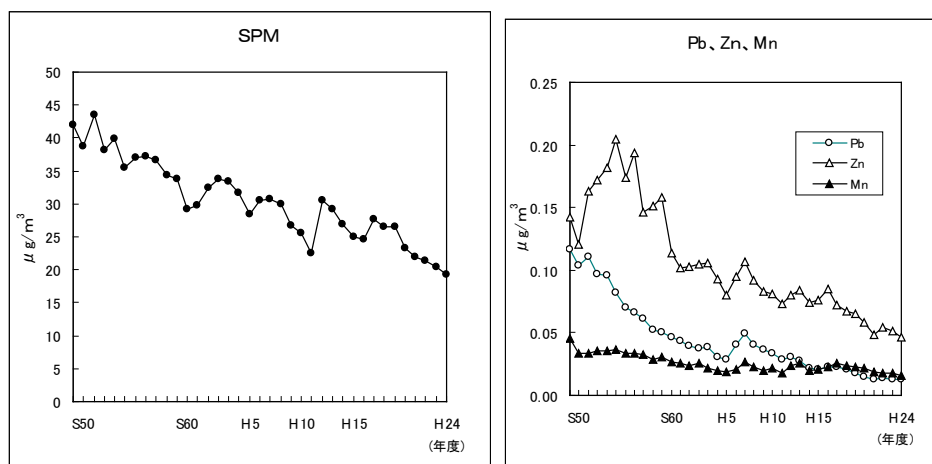 SPM
μg/m³
50
45
40
35
30
25
20
15
10
5
0
S50 S60 H5 H10 H15 H24
(年度)
Pb、Zn、Mn
μg/m³
0.25
0.20
0.15
0.10
0.05
0.00
Pb
Zn
Mn
S50 S60 H5 H10 H15 H24
(年度)